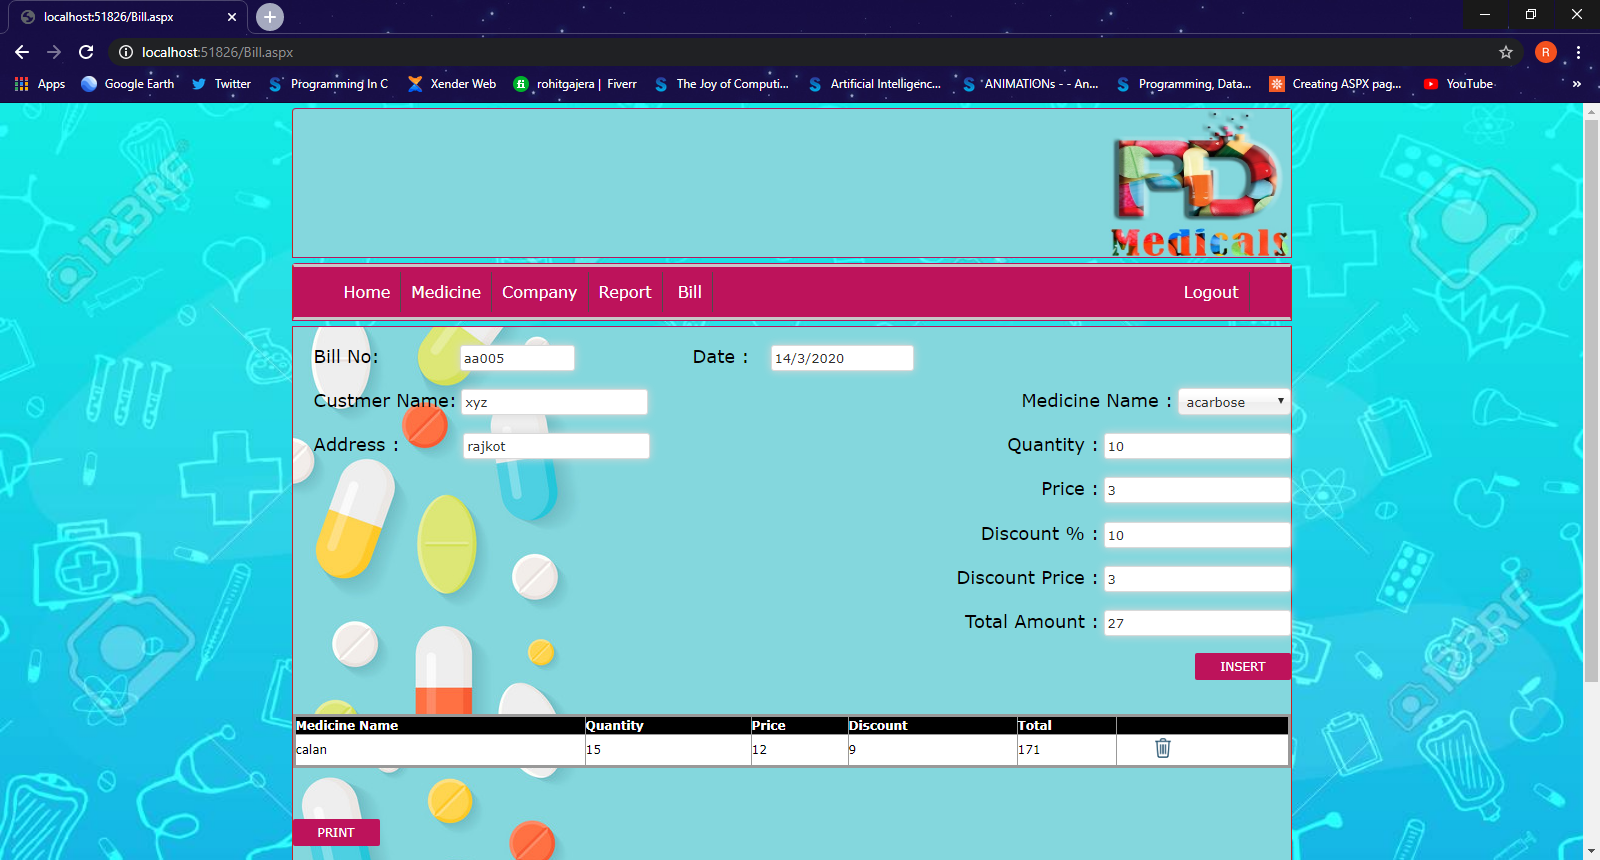 localhost:51826/Bill.aspx
localhost:51826/Bill.aspx
R
Apps Google Earth Twitter Programming In C Xender Web rohitgajera | Fiverr The Joy of Computi... Artificial Intelligenc... *ANIMATIONs - - An... Programming, Data... Creating ASPX pag... YouTube »
PD
Medicals
Home Medicine Company Report Bill Logout
Bill No: aa005 Date : 14/3/2020
Custmer Name: xyz Medicine Name : acarbose
Address : rajkot Quantity : 10
Price : 3
Discount % : 10
Discount Price : 3
Total Amount : 27
INSERT
Medicine Name Quantity Price Discount Total
calan 15 12 9 171
PRINT
123RF
123RF